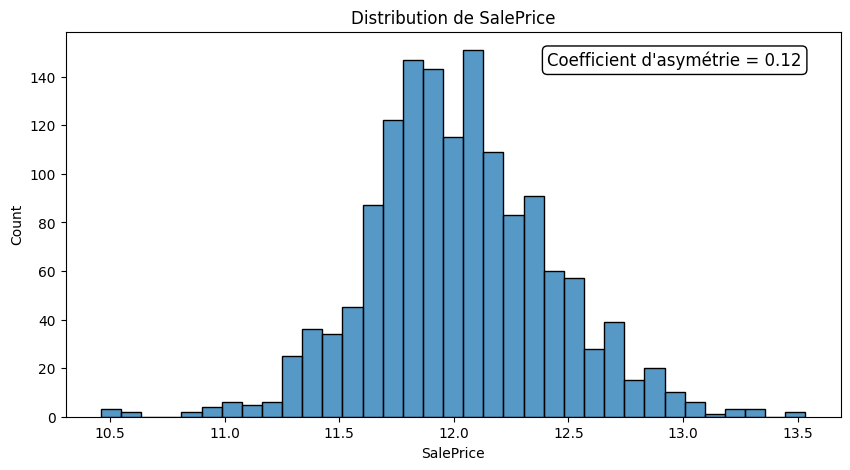 Distribution de SalePrice
Coefficient d'asymétrie = 0.12
140
120
100
80
60
40
20
0
Count
10.5 11.0 11.5 12.0 12.5 13.0 13.5
SalePrice